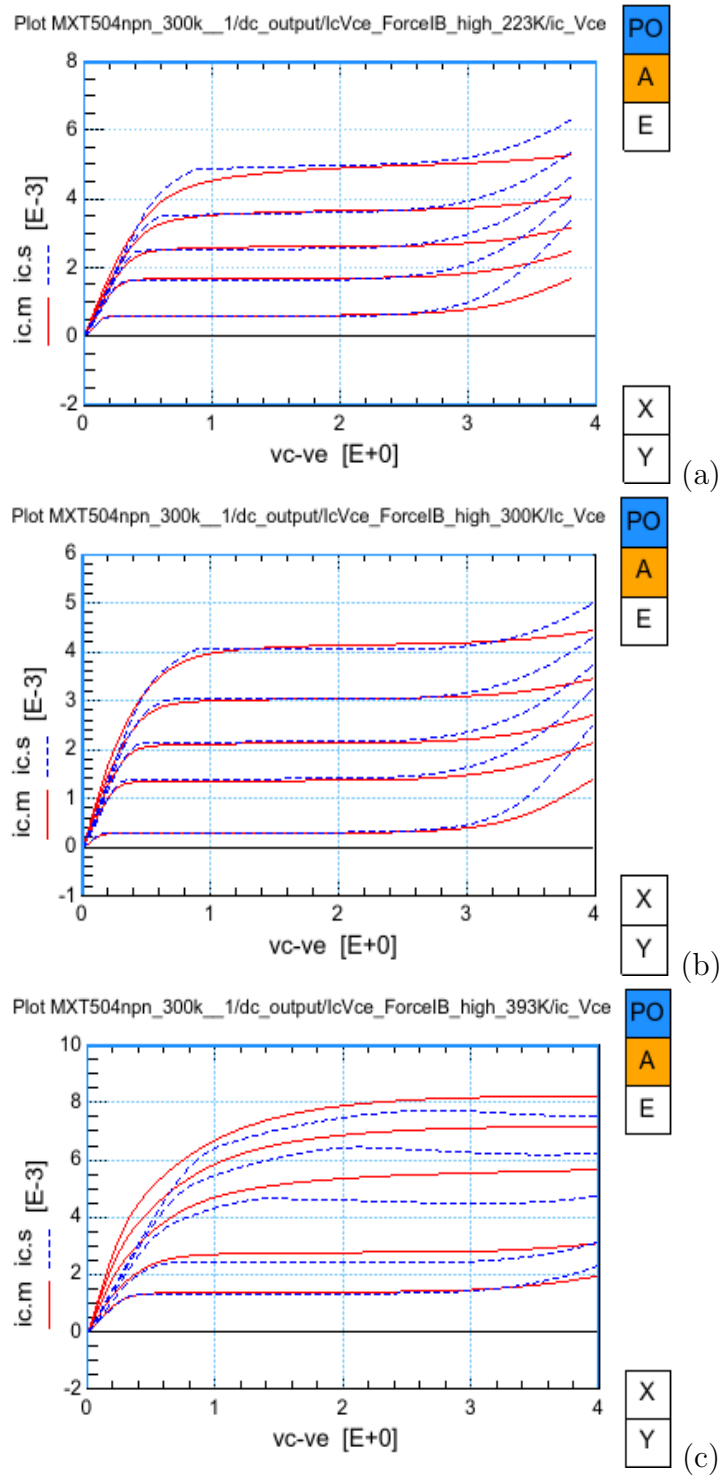 Plot MXT504npn_300k__1/dc_output/IcVce_ForceIB_high_223K/ic_Vce
PO
A
E
8
6
4
2
0
-2
ic.m ic.s [E-3]
0 1 2 3 4
vc-ve [E+0]
X
Y
(a)
Plot MXT504npn_300k__1/dc_output/IcVce_ForceIB_high_300K/Ic_Vce
PO
A
E
6
5
4
3
2
1
0
-1
ic.m ic.s [E-3]
0 1 2 3 4
vc-ve [E+0]
X
Y
(b)
Plot MXT504npn_300k__1/dc_output/IcVce_ForceIB_high_393K/ic_Vce
PO
A
E
10
8
6
4
2
0
-2
ic.m ic.s [E-3]
0 1 2 3 4
vc-ve [E+0]
X
Y
(c)